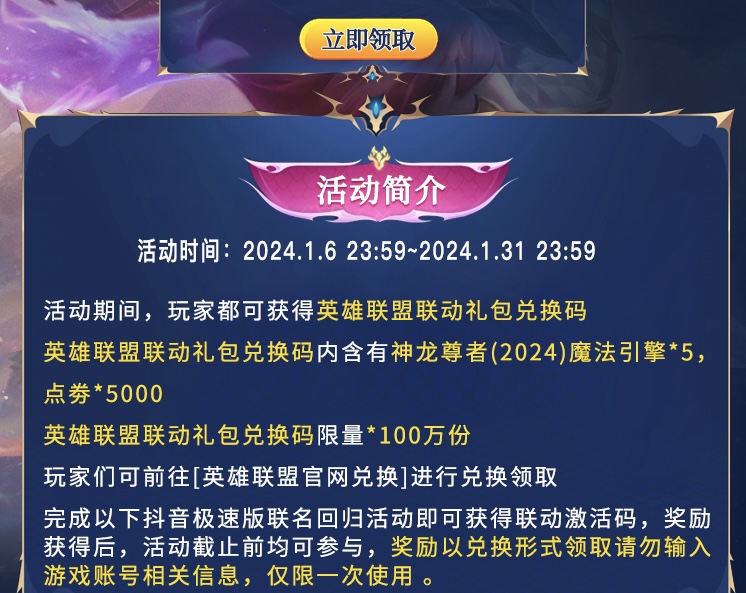 立即领取
活动简介
活动时间：2024.1.6 23:59~2024.1.31 23:59
活动期间，玩家都可获得英雄联盟联动礼包兑换码
英雄联盟联动礼包兑换码内含有神龙尊者(2024)魔法引擎*5，
点劵*5000
英雄联盟联动礼包兑换码限量*100万份
玩家们可前往[英雄联盟官网兑换]进行兑换领取
完成以下抖音极速版联名回归活动即可获得联动激活码，奖励
获得后，活动截止前均可参与，奖励以兑换形式领取请勿输入
游戏账号相关信息，仅限一次使用 。